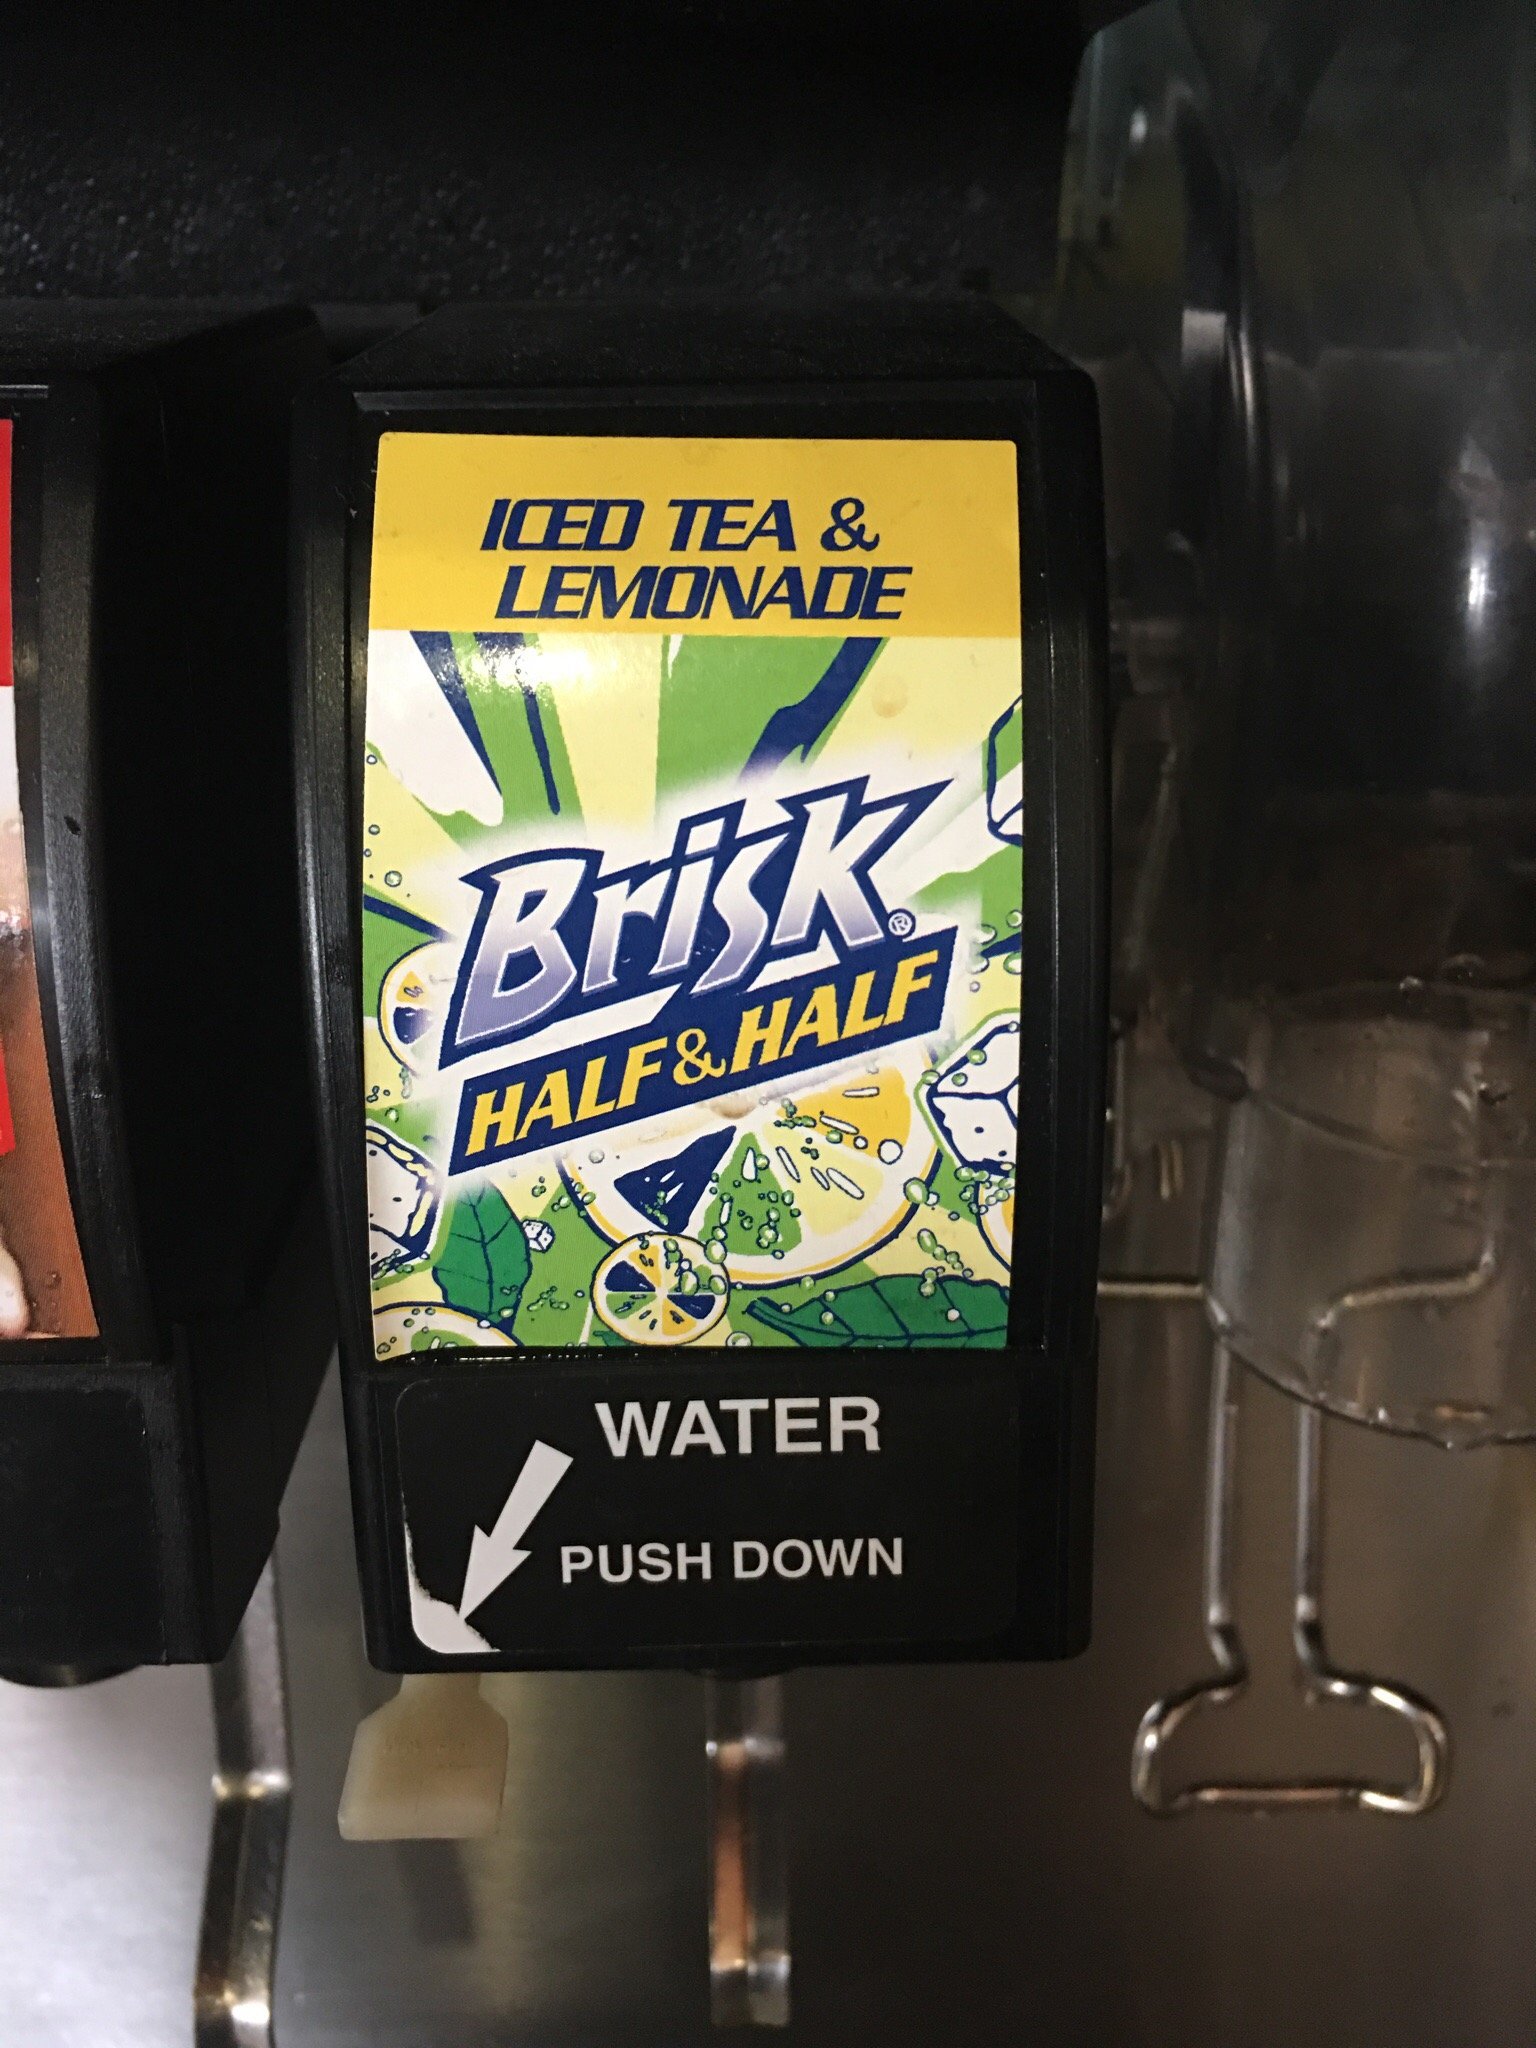 ICED TEA &
LEMONADE
Brisk®
HALF & HALF
WATER
PUSH DOWN